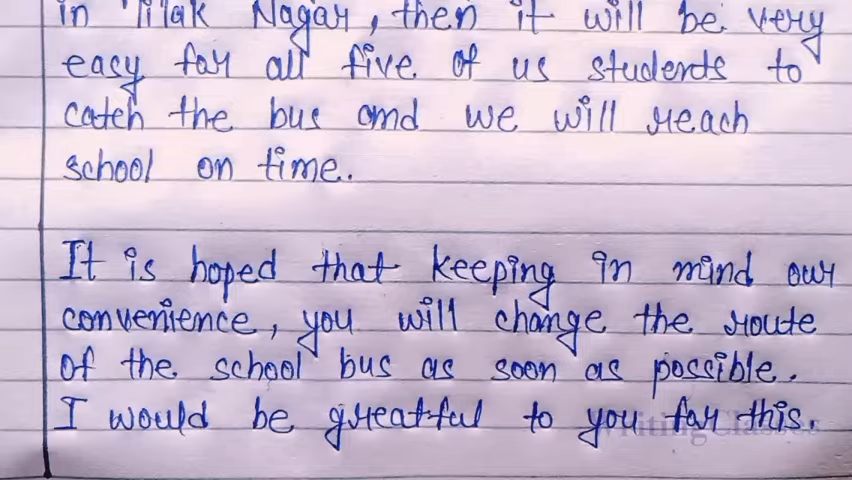 in Tilak Nagar, then it will be very
easy for all five of us students to
catch the bus and we will reach
school on time.
It is hoped that keeping in mind our
convenience, you will change the route
of the school bus as soon as possible.
I would be greatful to you for this.
Writing Classes